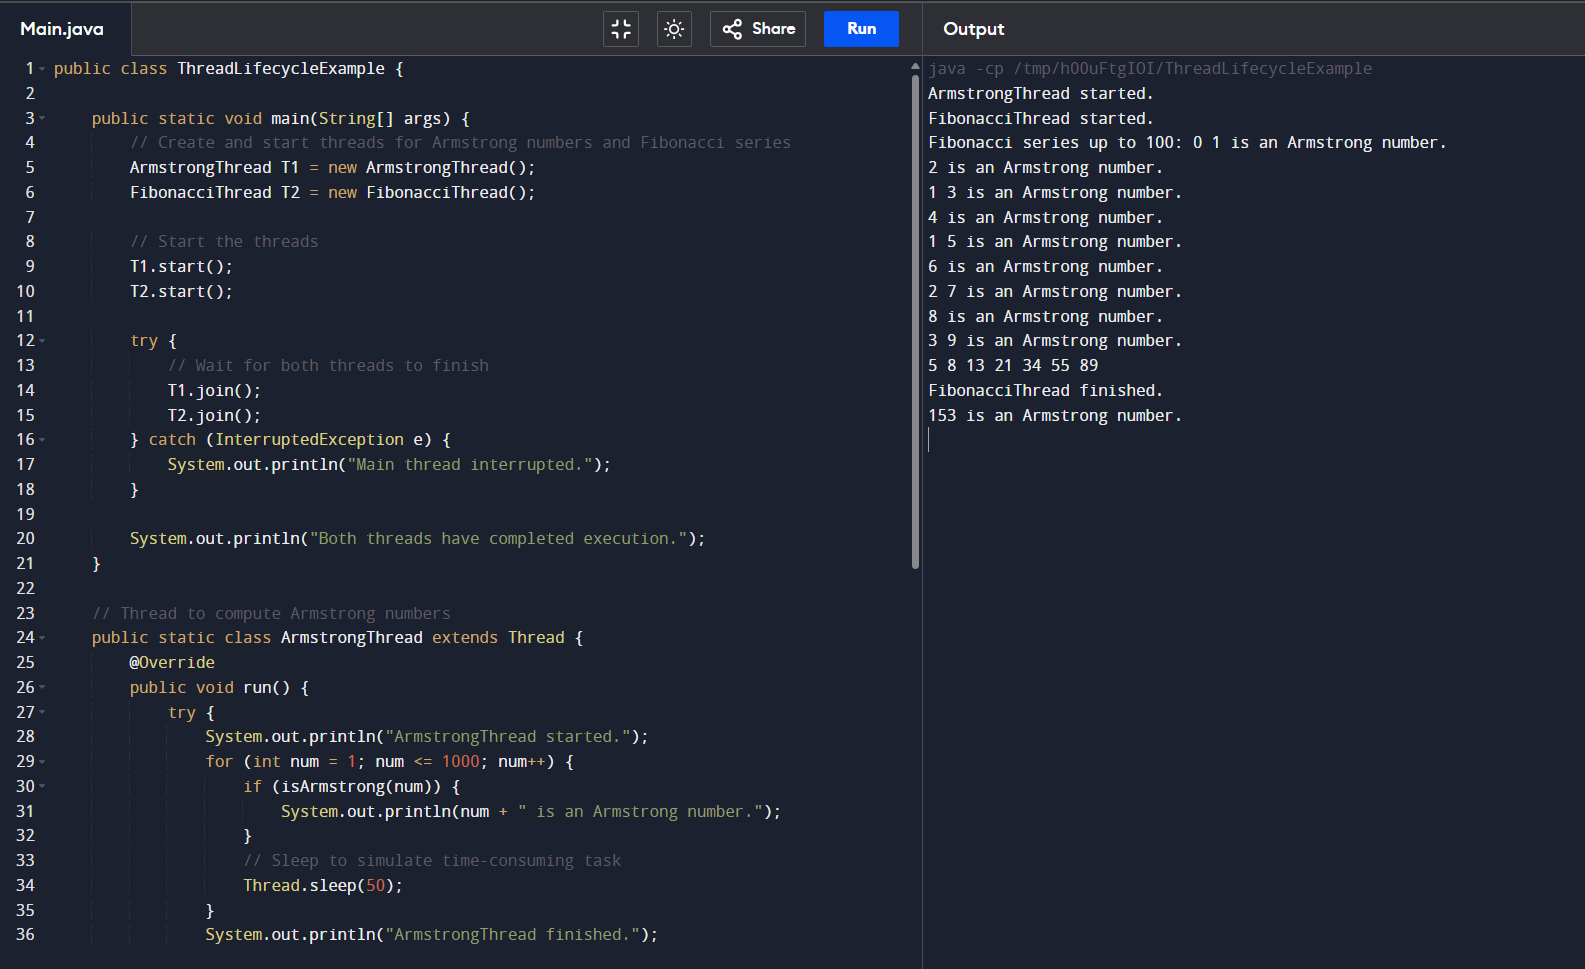 Main.java
Share
Run
Output
1 public class ThreadLifecycleExample {
2
3     public static void main(String[] args) {
4         // Create and start threads for Armstrong numbers and Fibonacci series
5         ArmstrongThread T1 = new ArmstrongThread();
6         FibonacciThread T2 = new FibonacciThread();
7
8         // Start the threads
9         T1.start();
10         T2.start();
11
12         try {
13             // Wait for both threads to finish
14             T1.join();
15             T2.join();
16         } catch (InterruptedException e) {
17             System.out.println("Main thread interrupted.");
18         }
19
20         System.out.println("Both threads have completed execution.");
21     }
22
23     // Thread to compute Armstrong numbers
24     public static class ArmstrongThread extends Thread {
25         @Override
26         public void run() {
27             try {
28                 System.out.println("ArmstrongThread started.");
29                 for (int num = 1; num <= 1000; num++) {
30                     if (isArmstrong(num)) {
31                         System.out.println(num + " is an Armstrong number.");
32                     }
33                     // Sleep to simulate time-consuming task
34                     Thread.sleep(50);
35                 }
36                 System.out.println("ArmstrongThread finished.");
java -cp /tmp/h00uFtgIOI/ThreadLifecycleExample
ArmstrongThread started.
FibonacciThread started.
Fibonacci series up to 100: 0 1 is an Armstrong number.
2 is an Armstrong number.
1 3 is an Armstrong number.
4 is an Armstrong number.
1 5 is an Armstrong number.
6 is an Armstrong number.
2 7 is an Armstrong number.
8 is an Armstrong number.
3 9 is an Armstrong number.
5 8 13 21 34 55 89
FibonacciThread finished.
153 is an Armstrong number.